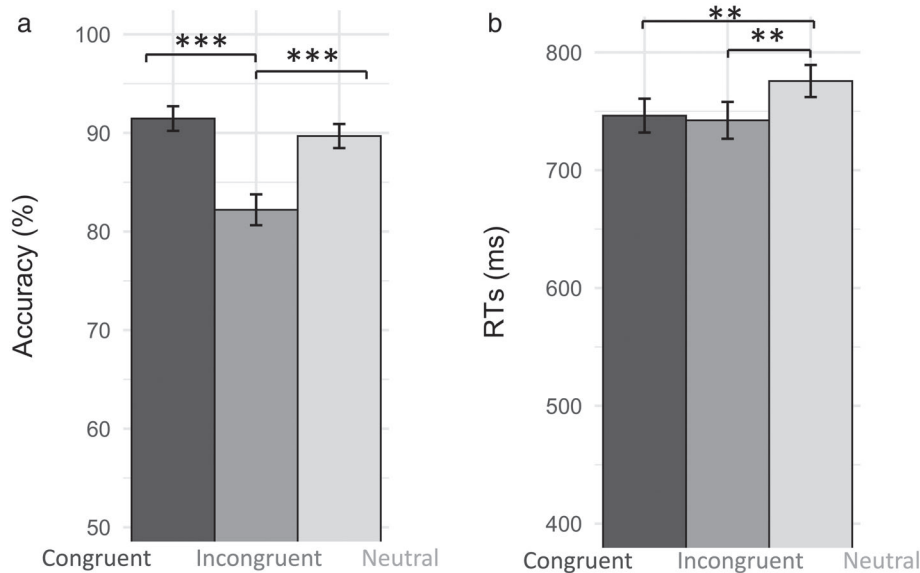 a
Accuracy (%)
100
90
80
70
60
50
***
***
Congruent
Incongruent
Neutral
b
RTs (ms)
800
700
600
500
400
**
**
Congruent
Incongruent
Neutral